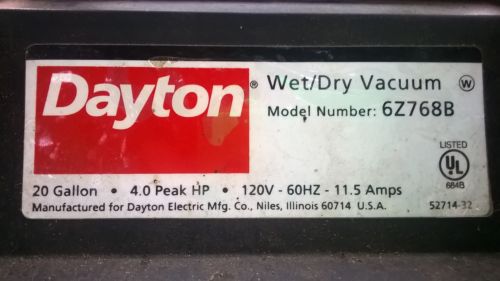 Dayton®
Wet/Dry Vacuum W
Model Number: 6Z768B
LISTED
UL
684B
20 Gallon • 4.0 Peak HP • 120V - 60HZ - 11.5 Amps
Manufactured for Dayton Electric Mfg. Co., Niles, Illinois 60714 U.S.A. 52714-32